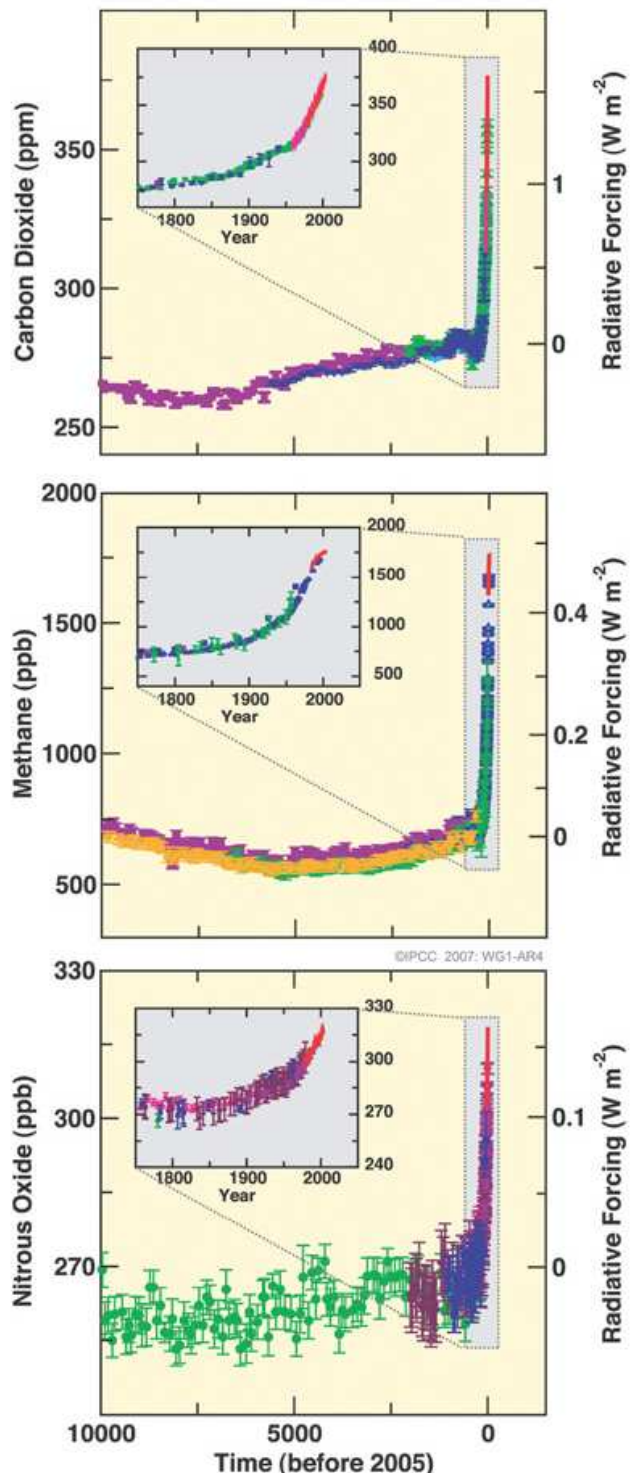 Carbon Dioxide (ppm)
350
300
250
400
350
300
1800 1900 2000
Year
1
0
Radiative Forcing (W m-2)
Methane (ppb)
2000
1500
1000
500
2000
1500
1000
500
1800 1900 2000
Year
0.4
0.2
0
Radiative Forcing (W m-2)
©IPCC 2007: WG1-AR4
Nitrous Oxide (ppb)
330
300
270
330
300
270
240
1800 1900 2000
Year
0.1
0
Radiative Forcing (W m-2)
10000 5000 0
Time (before 2005)